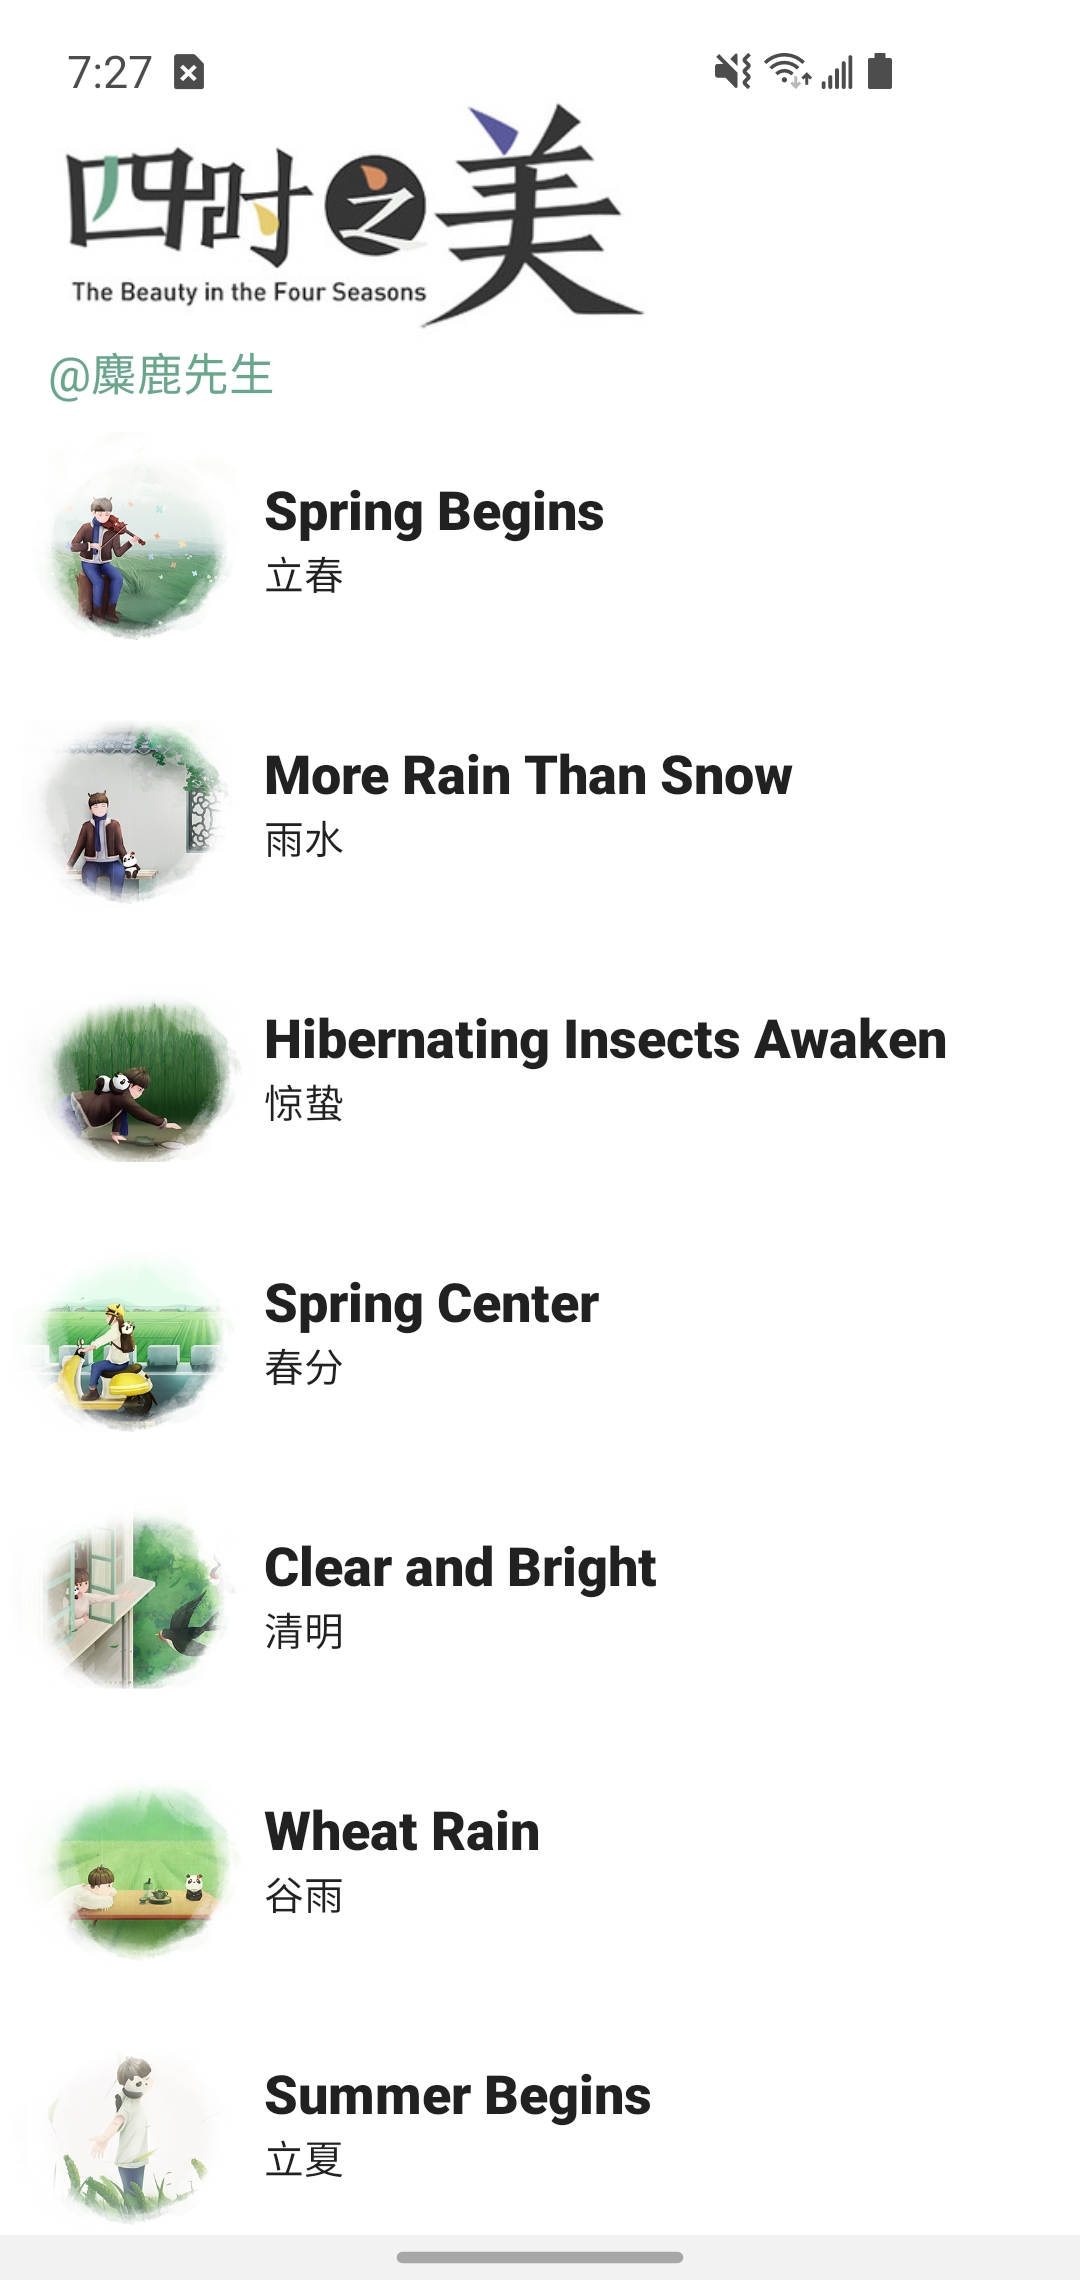 7:27
四时之美
The Beauty in the Four Seasons
@麋鹿先生
Spring Begins
立春
More Rain Than Snow
雨水
Hibernating Insects Awaken
惊蛰
Spring Center
春分
Clear and Bright
清明
Wheat Rain
谷雨
Summer Begins
立夏